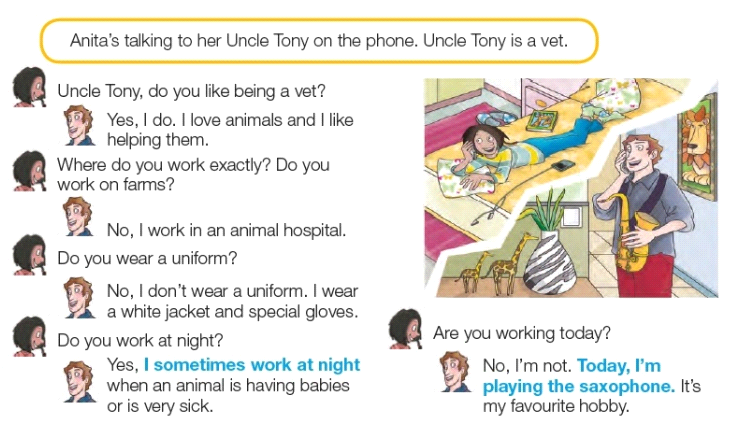 Anita's talking to her Uncle Tony on the phone. Uncle Tony is a vet.
Uncle Tony, do you like being a vet?
Yes, I do. I love animals and I like
helping them.
Where do you work exactly? Do you
work on farms?
No, I work in an animal hospital.
Do you wear a uniform?
No, I don't wear a uniform. I wear
a white jacket and special gloves.
Do you work at night?
Yes, I sometimes work at night
when an animal is having babies
or is very sick.
Are you working today?
No, I'm not. Today, I'm
playing the saxophone. It's
my favourite hobby.